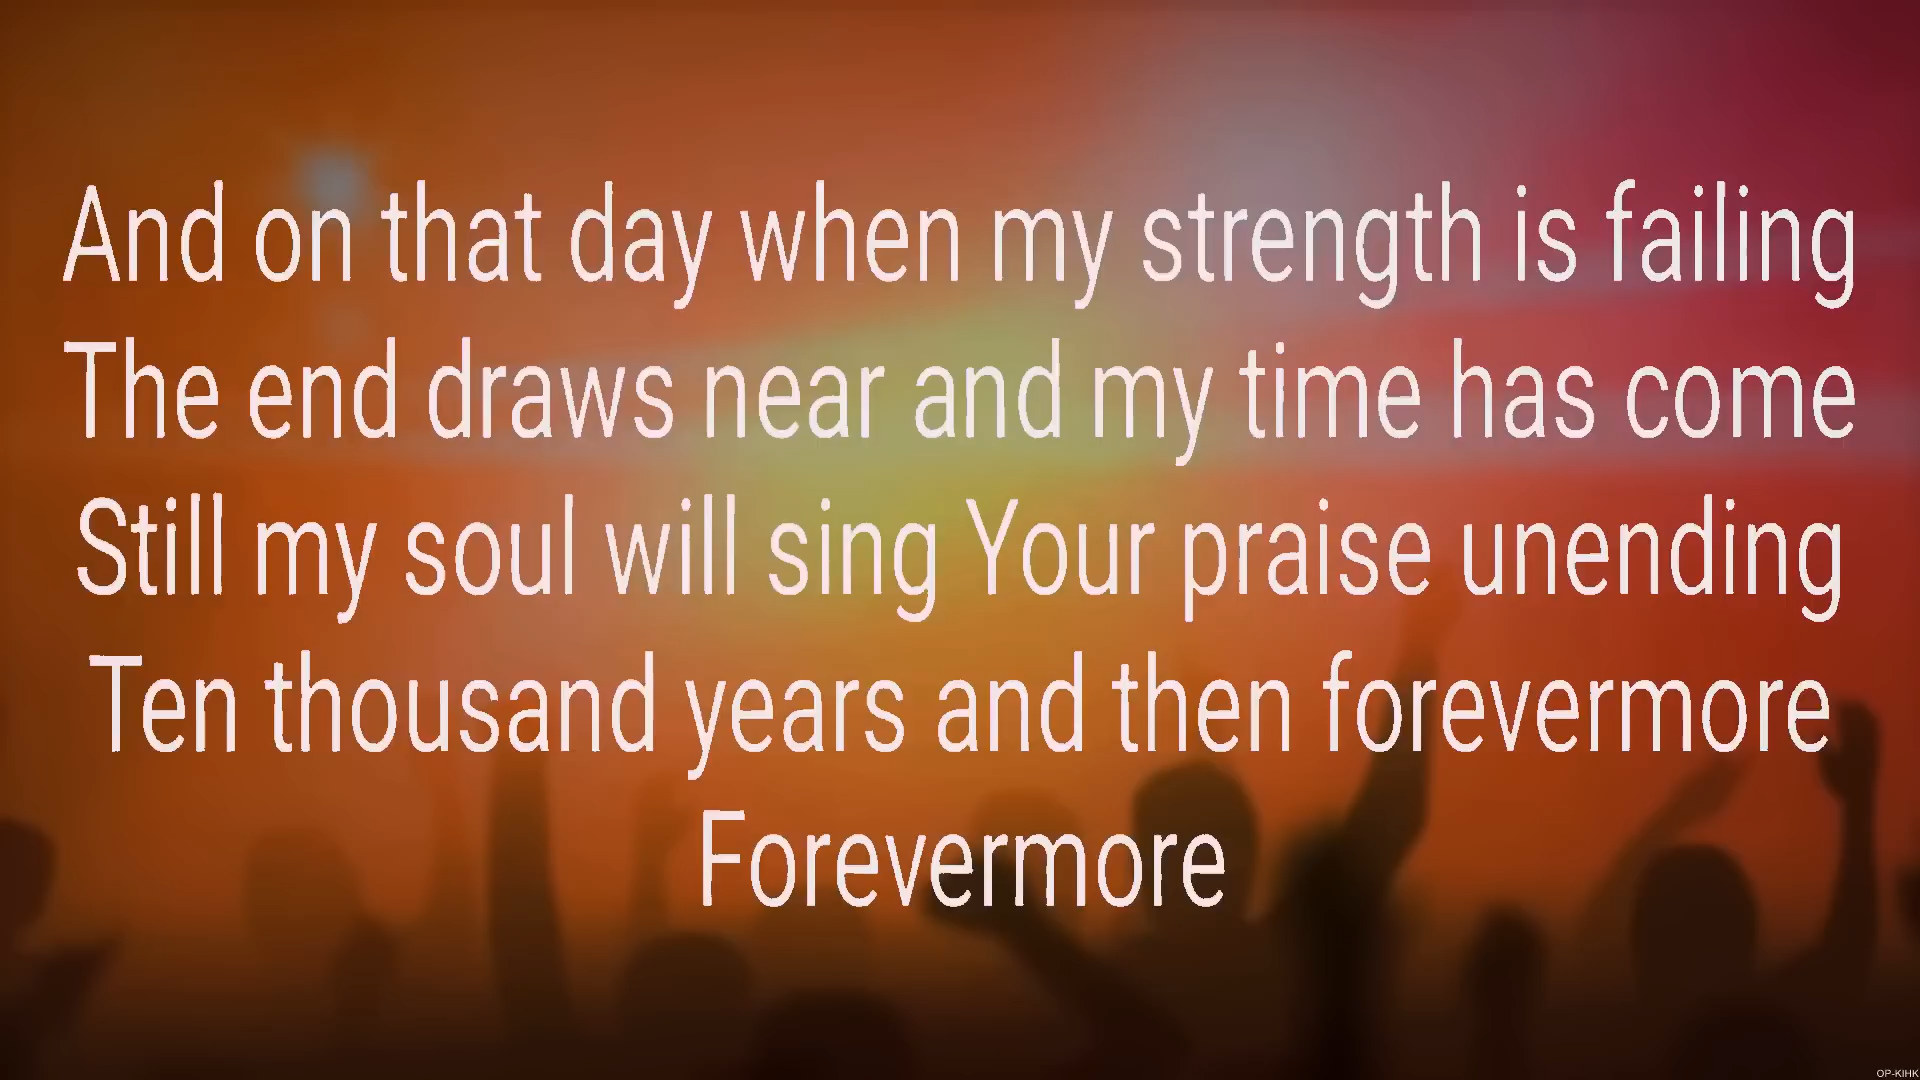 And on that day when my strength is failing
The end draws near and my time has come
Still my soul will sing Your praise unending
Ten thousand years and then forevermore
Forevermore
OP-KIHK